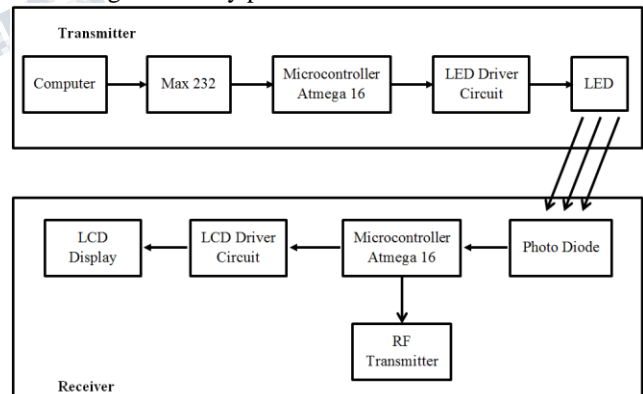 Transmitter
Computer
Max 232
Microcontroller
Atmega 16
LED Driver
Circuit
LED
LCD
Display
LCD Driver
Circuit
Microcontroller
Atmega 16
Photo Diode
RF
Transmitter
Receiver